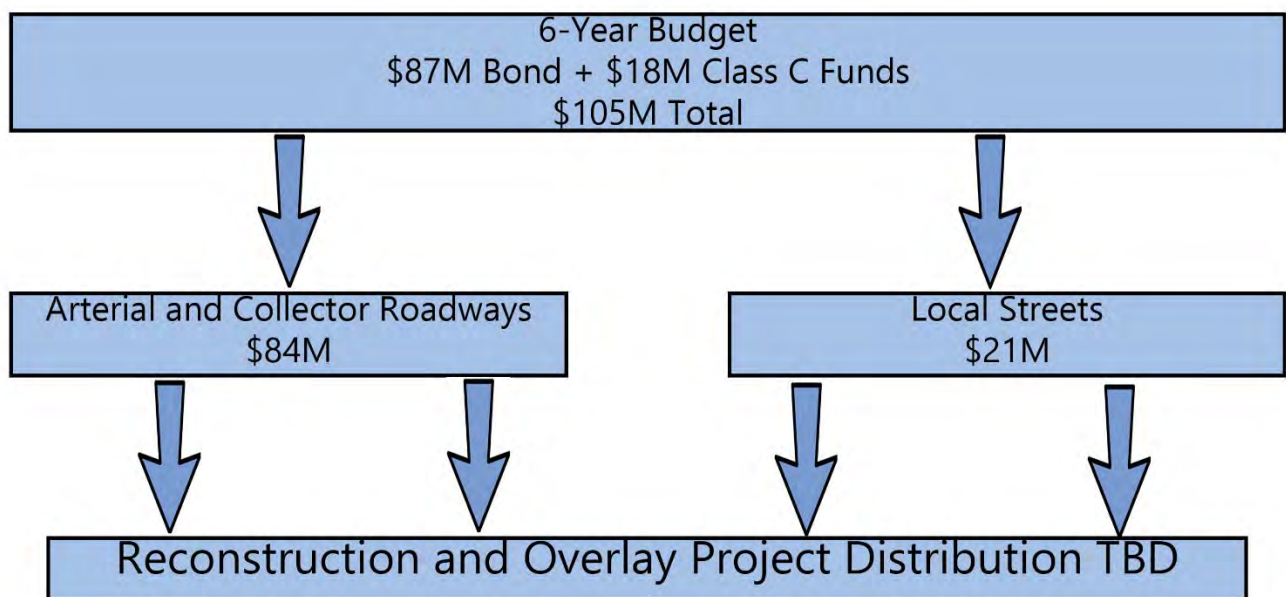 6-Year Budget
$87M Bond + $18M Class C Funds
$105M Total
Arterial and Collector Roadways
$84M
Local Streets
$21M
Reconstruction and Overlay Project Distribution TBD